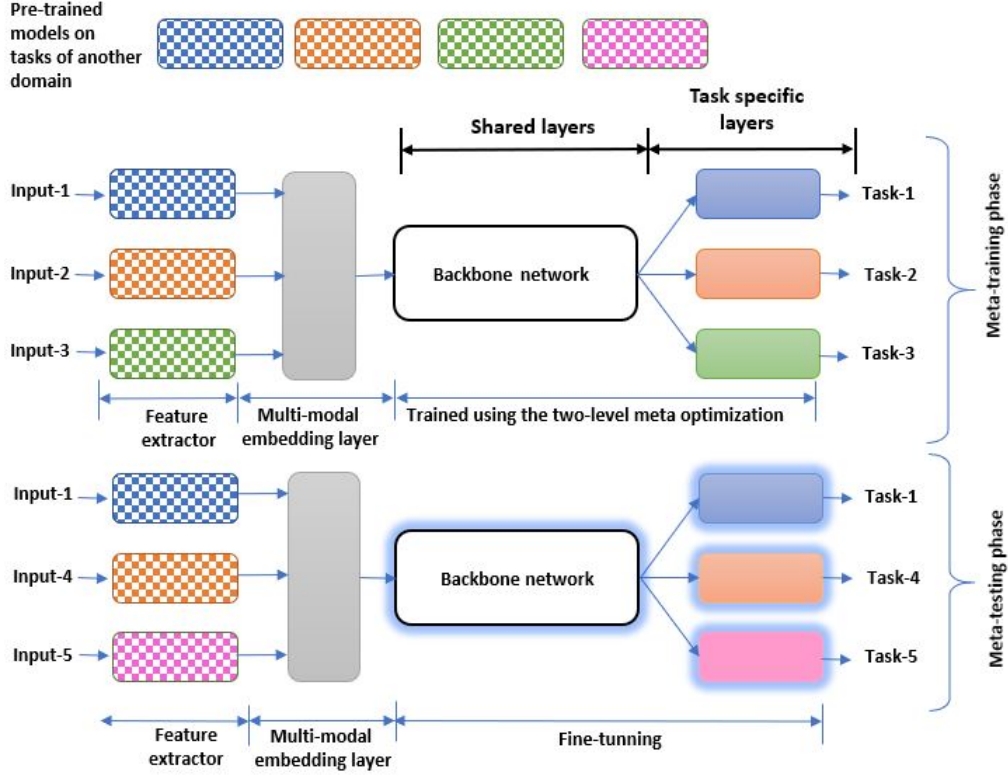 Pre-trained
models on
tasks of another
domain
Shared layers
Task specific
layers
Input-1
Input-2
Input-3
Backbone network
Task-1
Task-2
Task-3
Meta-training phase
Feature
extractor
Multi-modal
embedding layer
Trained using the two-level meta optimization
Input-1
Input-4
Input-5
Backbone network
Task-1
Task-4
Task-5
Meta-testing phase
Feature
extractor
Multi-modal
embedding layer
Fine-tunning